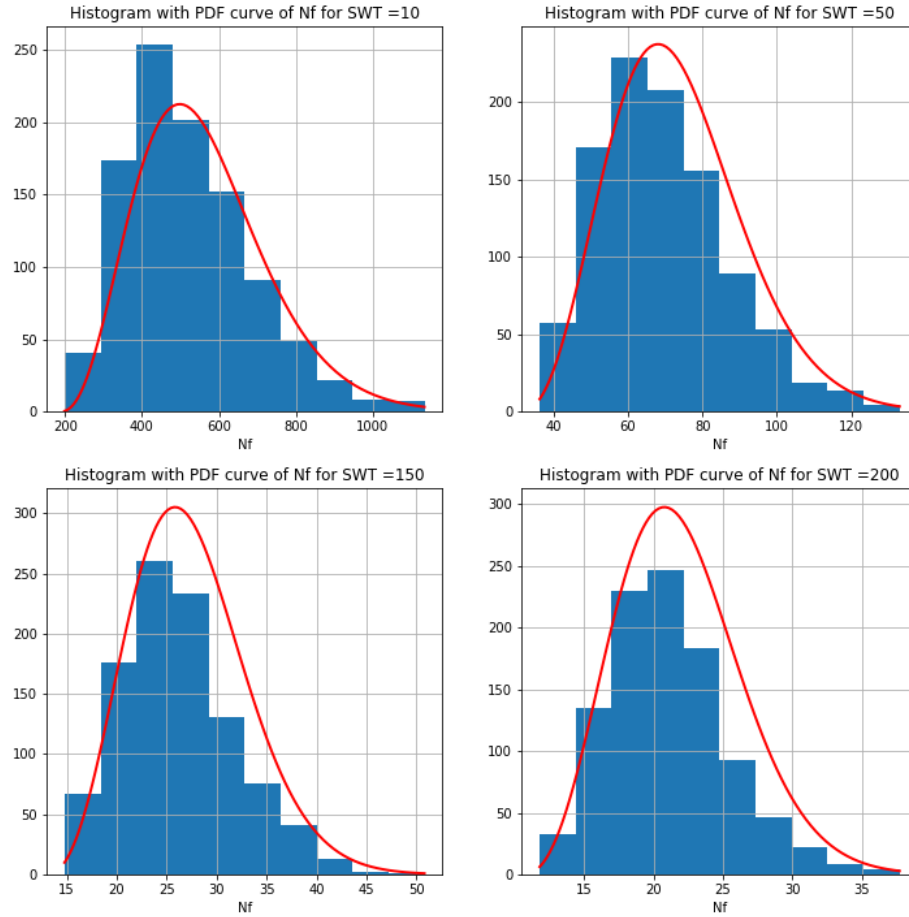 Histogram with PDF curve of Nf for SWT =10
250
200
150
100
50
0
200 400 600 800 1000
Nf
Histogram with PDF curve of Nf for SWT =50
200
150
100
50
0
40 60 80 100 120
Nf
Histogram with PDF curve of Nf for SWT =150
300
250
200
150
100
50
0
15 20 25 30 35 40 45 50
Nf
Histogram with PDF curve of Nf for SWT =200
300
250
200
150
100
50
0
15 20 25 30 35
Nf